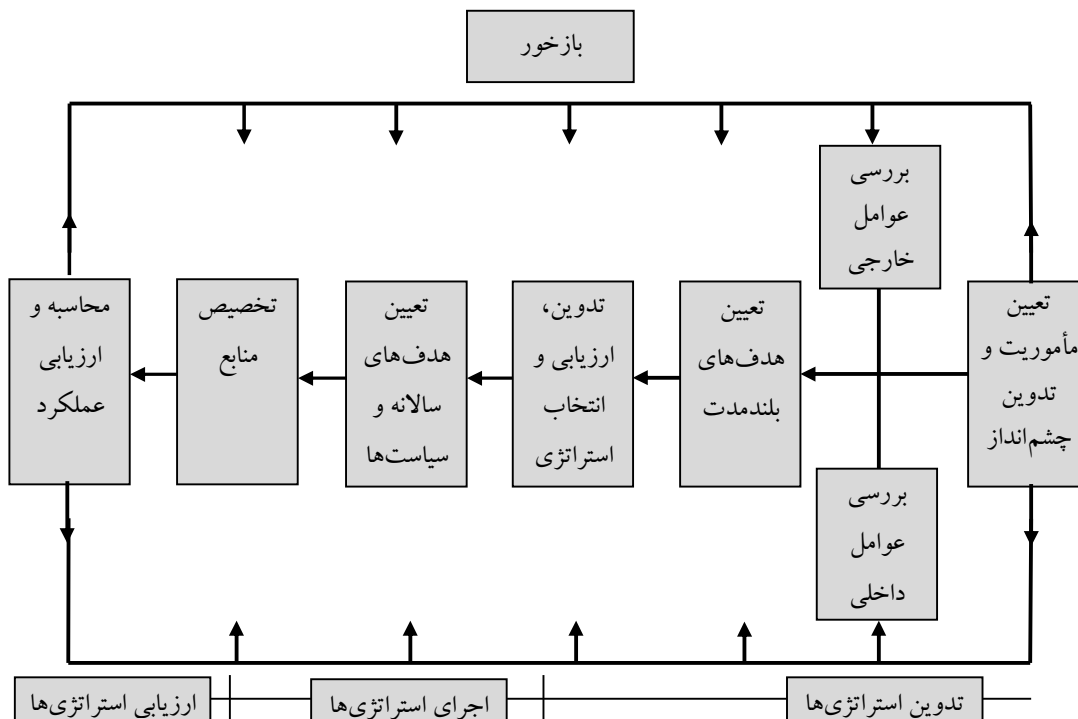 بازخور
بررسی
عوامل
خارجی
تعیین
مأموریت و
تدوین
چشم‌انداز
تعیین
هدف‌های
بلندمدت
تدوین،
ارزیابی و
انتخاب
استراتژی
تعیین
هدف‌های
سالانه و
سیاست‌ها
تخصیص
منابع
محاسبه و
ارزیابی
عملکرد
بررسی
عوامل
داخلی
تدوین استراتژی‌ها
اجرای استراتژی‌ها
ارزیابی استراتژی‌ها